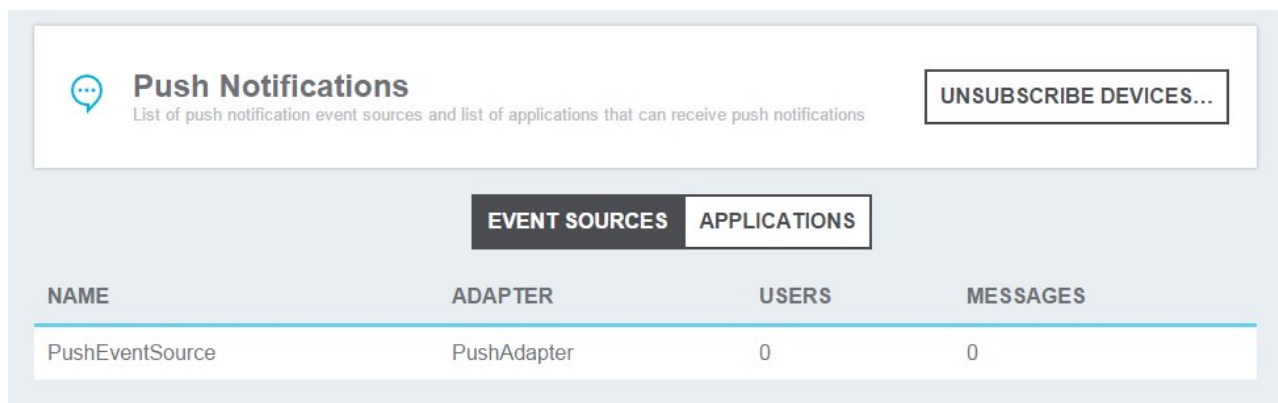 Push Notifications
List of push notification event sources and list of applications that can receive push notifications
UNSUBSCRIBE DEVICES...
EVENT SOURCES APPLICATIONS
NAME ADAPTER USERS MESSAGES
PushEventSource PushAdapter 0 0